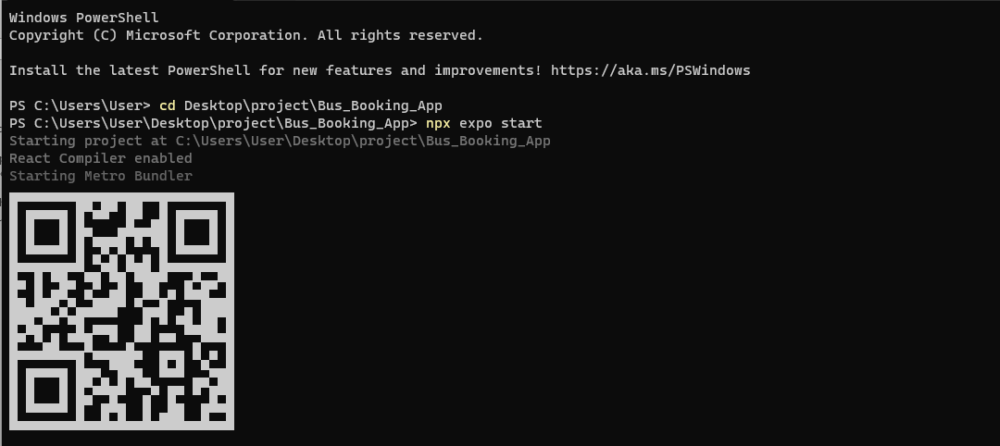 Windows PowerShell
Copyright (C) Microsoft Corporation. All rights reserved.
Install the latest PowerShell for new features and improvements! https://aka.ms/PSWindows
PS C:\Users\User> cd Desktop\project\Bus_Booking_App
PS C:\Users\User\Desktop\project\Bus_Booking_App> npx expo start
Starting project at C:\Users\User\Desktop\project\Bus_Booking_App
React Compiler enabled
Starting Metro Bundler